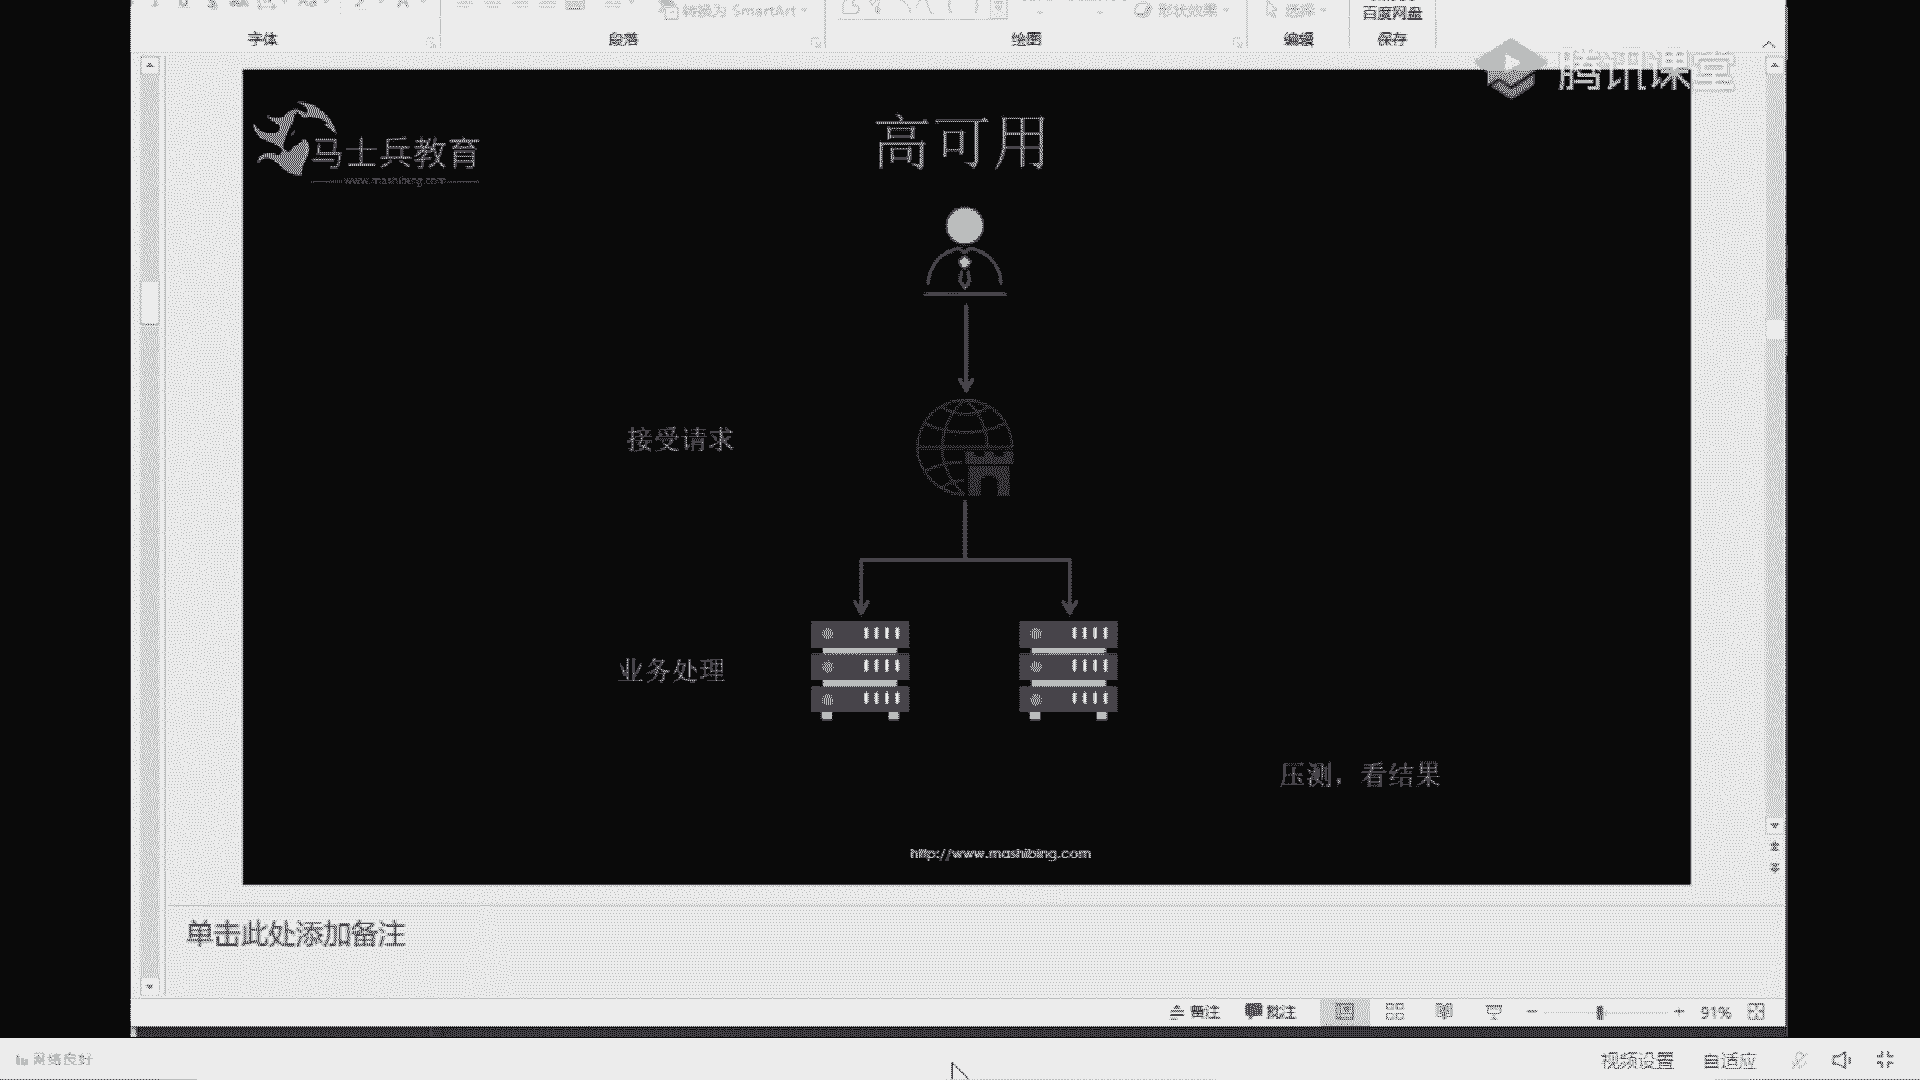 转换为 SmartArt
形状效果
选择
百度网盘
字体
段落
绘图
编辑
保存
腾讯课堂
马士兵教育
www.mashibing.com
高可用
接受请求
业务处理
压测，看结果
http://www.mashibing.com
单击此处添加备注
备注
批注
91%
网络良好
视频设置
自适应